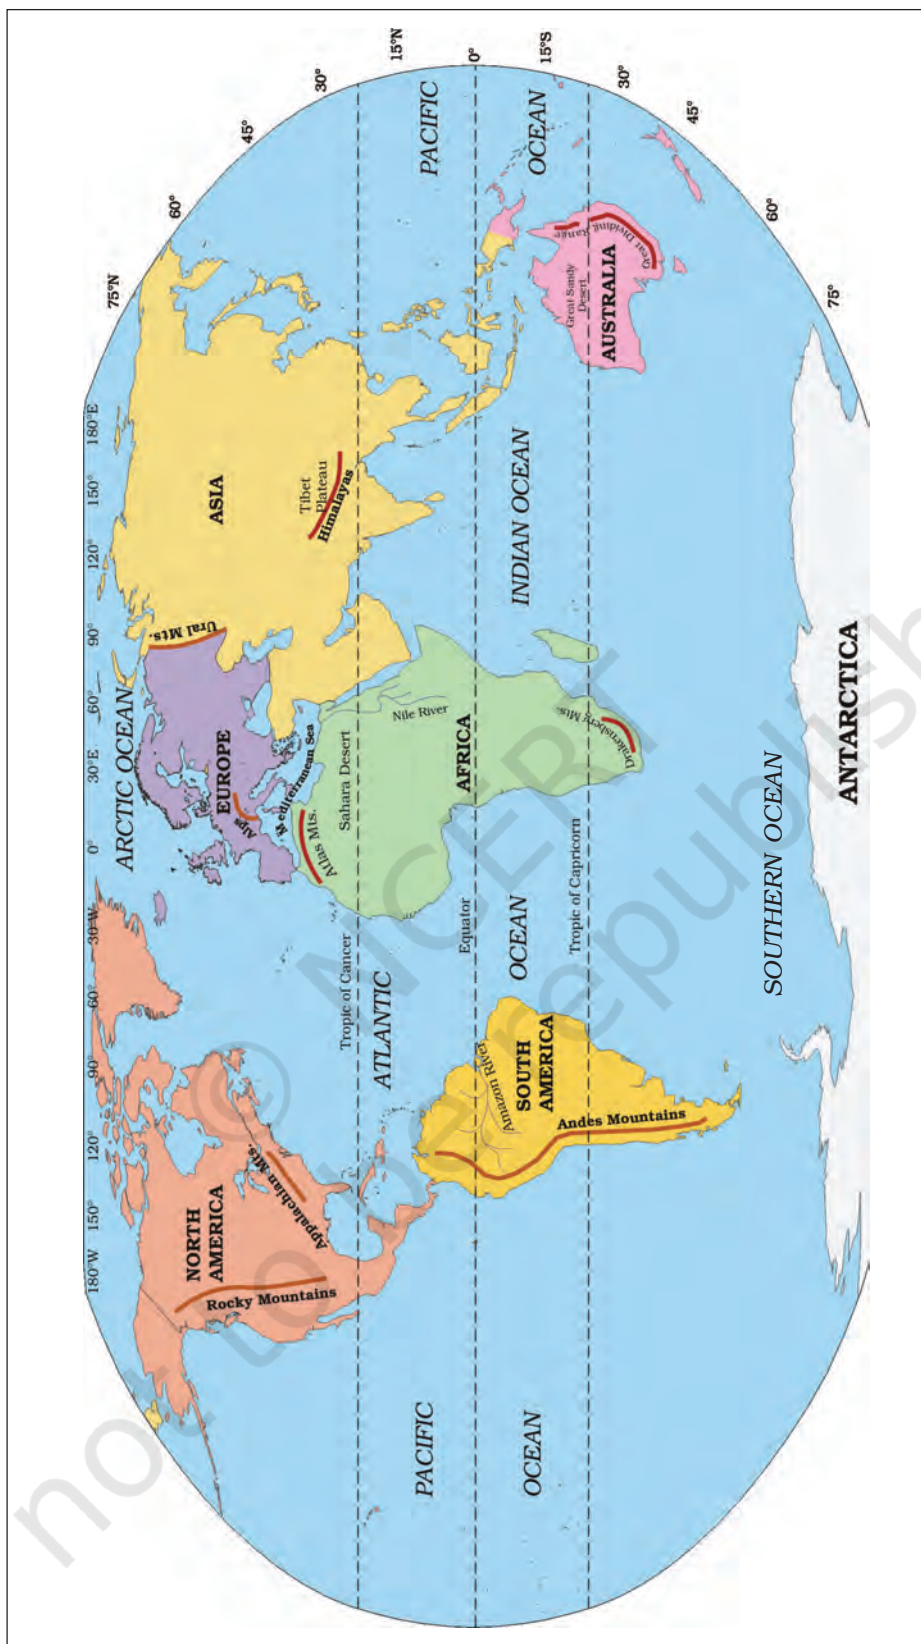 ARCTIC OCEAN
180°W
150°
120°
90°
60°
30°W
0°
30°E
60°
90°
120°
150°
180°E
75°N
60°
45°
30°
15°N
0°
15°S
30°
45°
60°
75°
NORTH
AMERICA
Rocky Mountains
Appalachian Mts.
EUROPE
Alps
Ural Mts.
Mediterranean Sea
ASIA
Tibet
Plateau
Himalayas
Atlas Mts.
Sahara Desert
Nile River
AFRICA
Drakensberg Mts.
Tropic of Cancer
Equator
Tropic of Capricorn
ATLANTIC
OCEAN
PACIFIC
OCEAN
PACIFIC
OCEAN
INDIAN OCEAN
SOUTH
AMERICA
Amazon River
Andes Mountains
AUSTRALIA
Great Sandy
Desert
Great Dividing Range
SOUTHERN OCEAN
ANTARCTICA
© NCERT
not to be republish